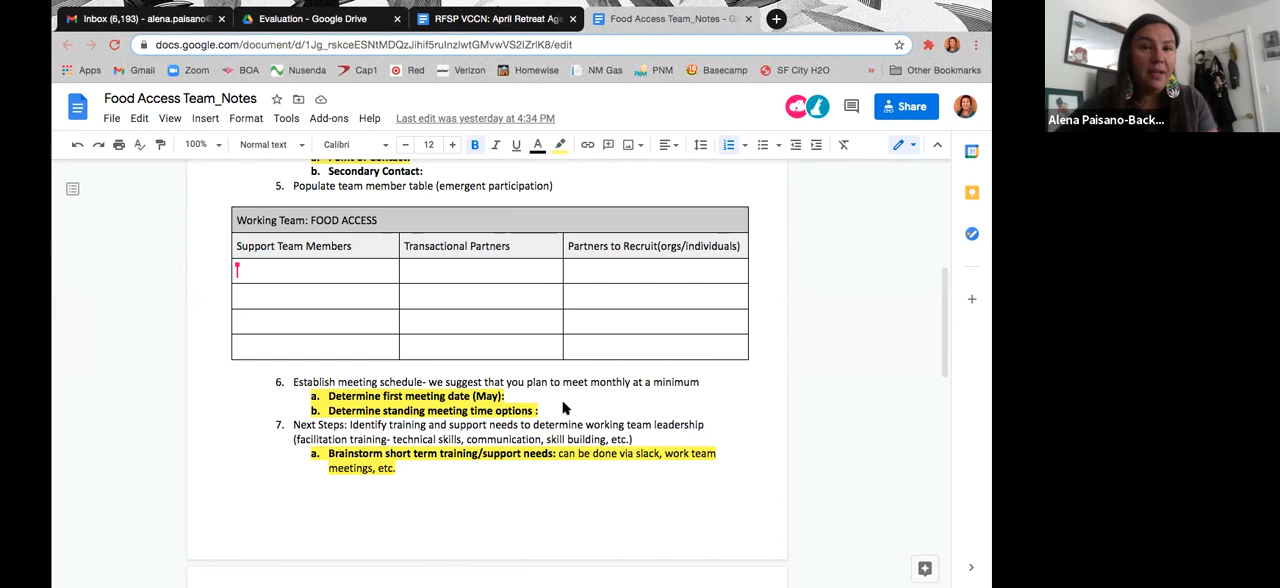 Inbox (6,193) - alena.paisano
Evaluation - Google Drive
RFSP VCCN: April Retreat Age
Food Access Team_Notes - G
docs.google.com/document/d/1Jg_rskceESNtMDQzJihif5ruInzlwtGMvwVS2IZrlK8/edit
Apps Gmail Zoom BOA Nusenda Cap1 Red Verizon Homewise NM Gas PNM Basecamp SF City H2O » Other Bookmarks
Food Access Team_Notes
File Edit View Insert Format Tools Add-ons Help Last edit was yesterday at 4:34 PM
Share
100% Normal text Calibri 12 B I U A
b. Secondary Contact:
5. Populate team member table (emergent participation)
Working Team: FOOD ACCESS
Support Team Members Transactional Partners Partners to Recruit(orgs/individuals)
6. Establish meeting schedule- we suggest that you plan to meet monthly at a minimum
a. Determine first meeting date (May):
b. Determine standing meeting time options :
7. Next Steps: Identify training and support needs to determine working team leadership
(facilitation training- technical skills, communication, skill building, etc.)
a. Brainstorm short term training/support needs: can be done via slack, work team
meetings, etc.
Alena Paisano-Back...